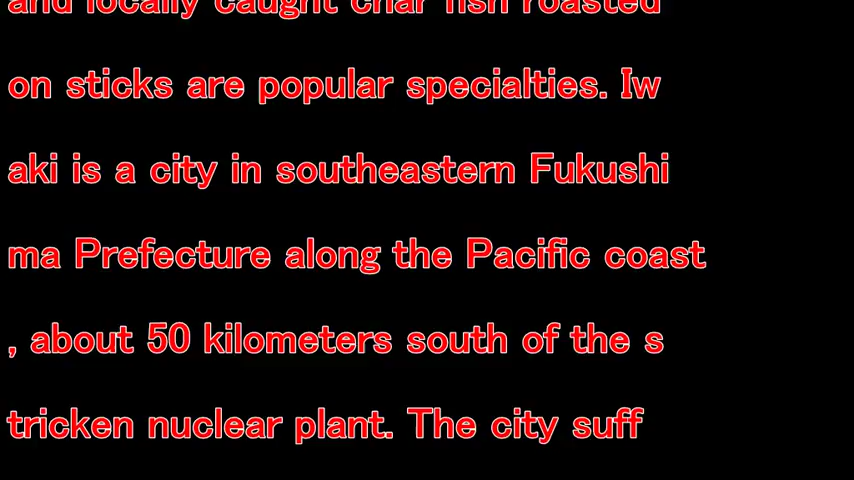 and locally caught char fish roasted
on sticks are popular specialties. Iw
aki is a city in southeastern Fukushi
ma Prefecture along the Pacific coast
, about 50 kilometers south of the s
tricken nuclear plant. The city suff